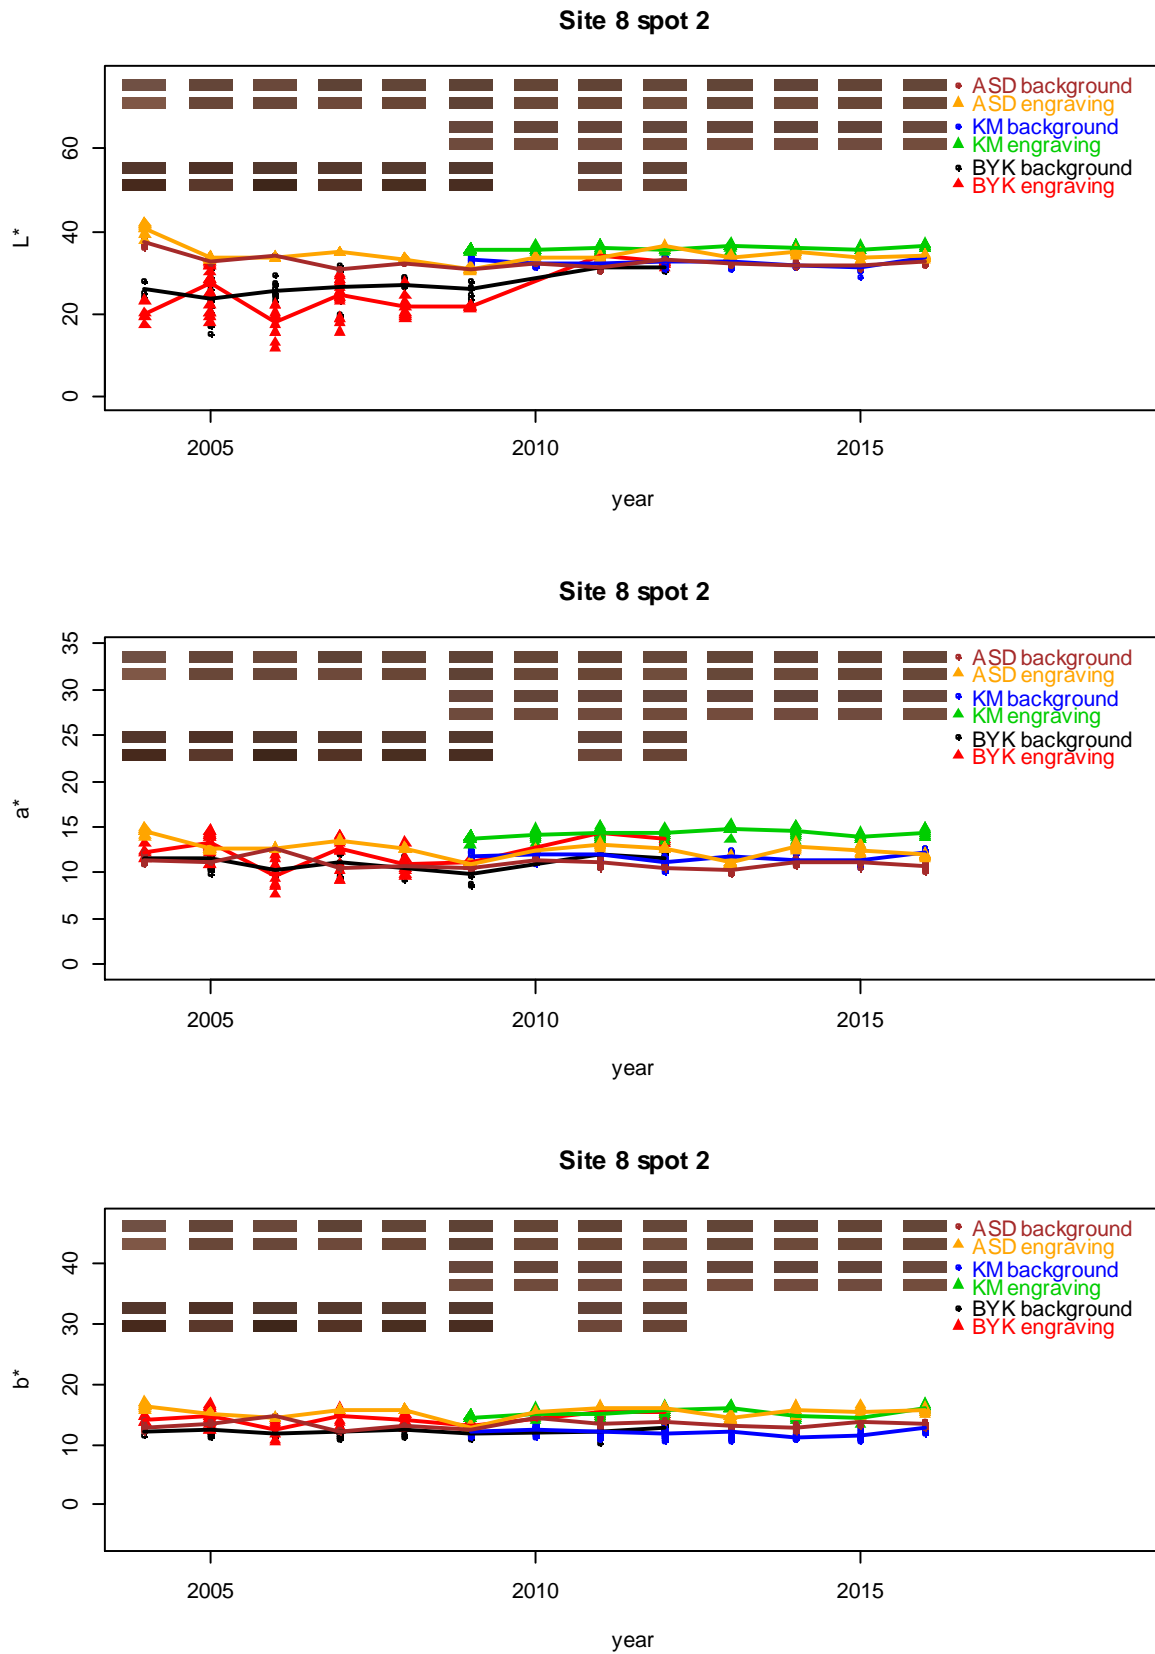 Site 8 spot 2
ASD background
ASD engraving
KM background
KM engraving
BYK background
BYK engraving
L*
60
40
20
0
2005 2010 2015
year
Site 8 spot 2
ASD background
ASD engraving
KM background
KM engraving
BYK background
BYK engraving
a*
35
30
25
20
15
10
5
0
2005 2010 2015
year
Site 8 spot 2
ASD background
ASD engraving
KM background
KM engraving
BYK background
BYK engraving
b*
40
30
20
10
0
2005 2010 2015
year